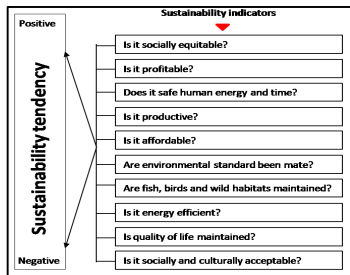 Sustainability indicators
Positive
Sustainability tendency
Negative
Is it socially equitable?
Is it profitable?
Does it safe human energy and time?
Is it productive?
Is it affordable?
Are environmental standard been mate?
Are fish, birds and wild habitats maintained?
Is it energy efficient?
Is quality of life maintained?
Is it socially and culturally acceptable?